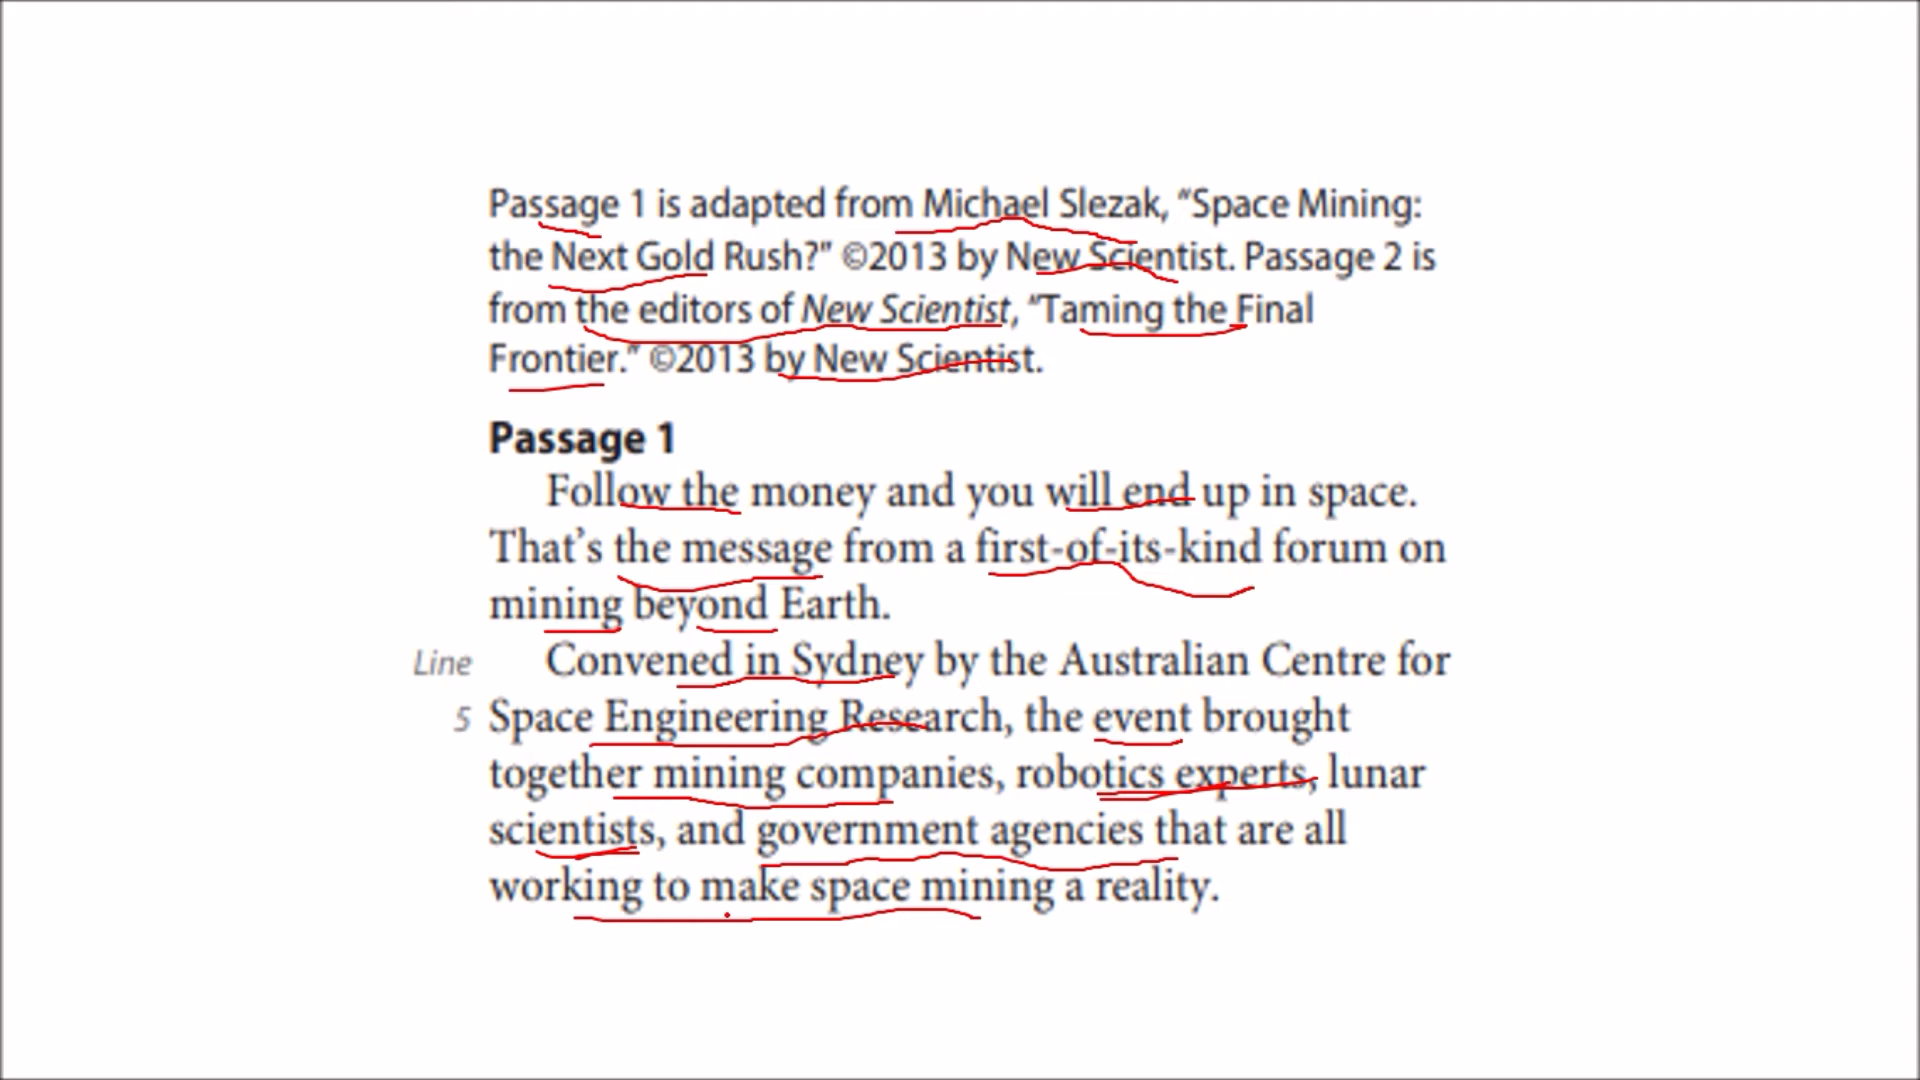 Passage 1 is adapted from Michael Slezak, “Space Mining:
the Next Gold Rush?” ©2013 by New Scientist. Passage 2 is
from the editors of New Scientist, “Taming the Final
Frontier.” ©2013 by New Scientist.
Passage 1
Follow the money and you will end up in space.
That’s the message from a first-of-its-kind forum on
mining beyond Earth.
Line Convened in Sydney by the Australian Centre for
5 Space Engineering Research, the event brought
together mining companies, robotics experts, lunar
scientists, and government agencies that are all
working to make space mining a reality.